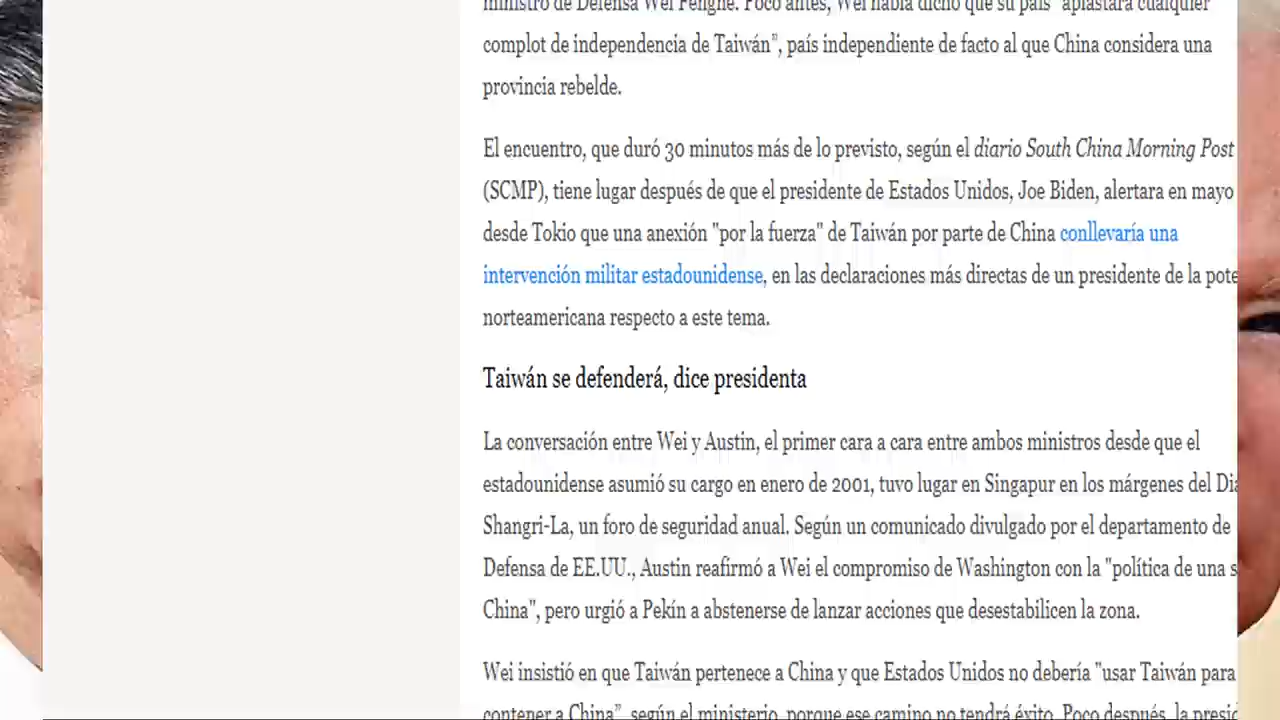 ministro de Defensa Wei Fenghe. Poco antes, Wei había dicho que su país "aplastará cualquier
complot de independencia de Taiwán", país independiente de facto al que China considera una
provincia rebelde.
El encuentro, que duró 30 minutos más de lo previsto, según el diario South China Morning Post
(SCMP), tiene lugar después de que el presidente de Estados Unidos, Joe Biden, alertara en mayo
desde Tokio que una anexión "por la fuerza" de Taiwán por parte de China conllevaría una
intervención militar estadounidense, en las declaraciones más directas de un presidente de la pote
norteamericana respecto a este tema.
Taiwán se defenderá, dice presidenta
La conversación entre Wei y Austin, el primer cara a cara entre ambos ministros desde que el
estadounidense asumió su cargo en enero de 2001, tuvo lugar en Singapur en los márgenes del Diá
Shangri-La, un foro de seguridad anual. Según un comunicado divulgado por el departamento de
Defensa de EE.UU., Austin reafirmó a Wei el compromiso de Washington con la "política de una s
China", pero urgió a Pekín a abstenerse de lanzar acciones que desestabilicen la zona.
Wei insistió en que Taiwán pertenece a China y que Estados Unidos no debería "usar Taiwán para
contener a China", según el ministerio, porque ese camino no tendrá éxito. Poco después, la presid